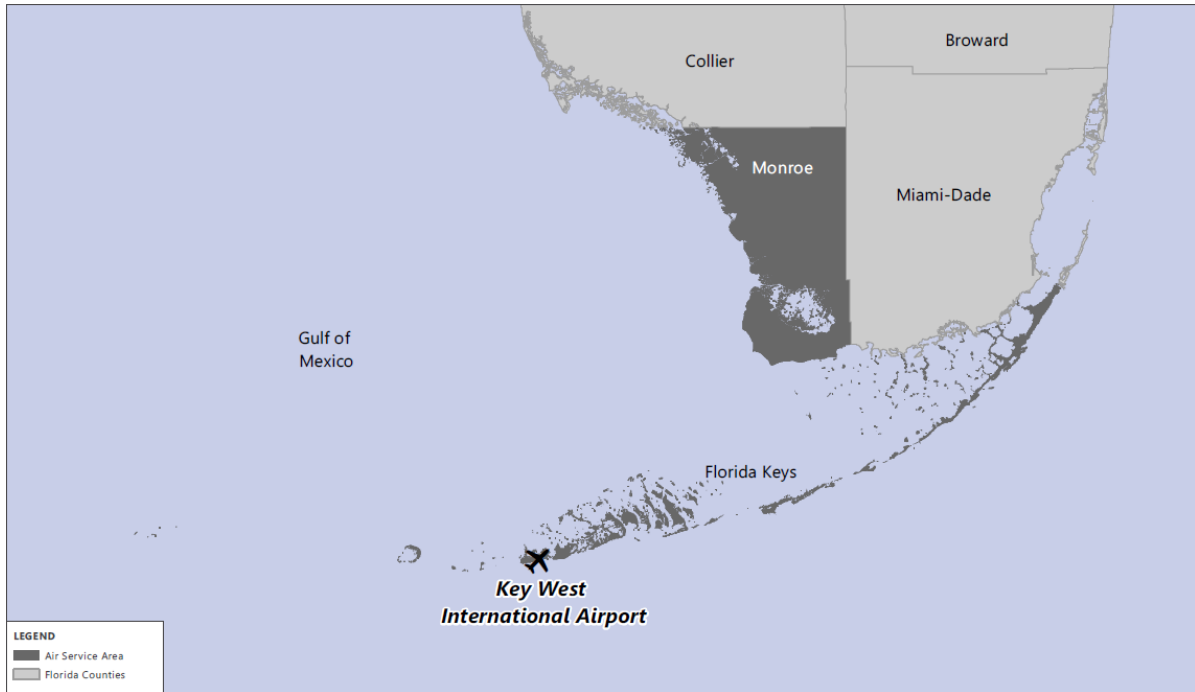 Broward
Collier
Monroe
Miami-Dade
Gulf of
Mexico
Florida Keys
Key West
International Airport
LEGEND
Air Service Area
Florida Counties